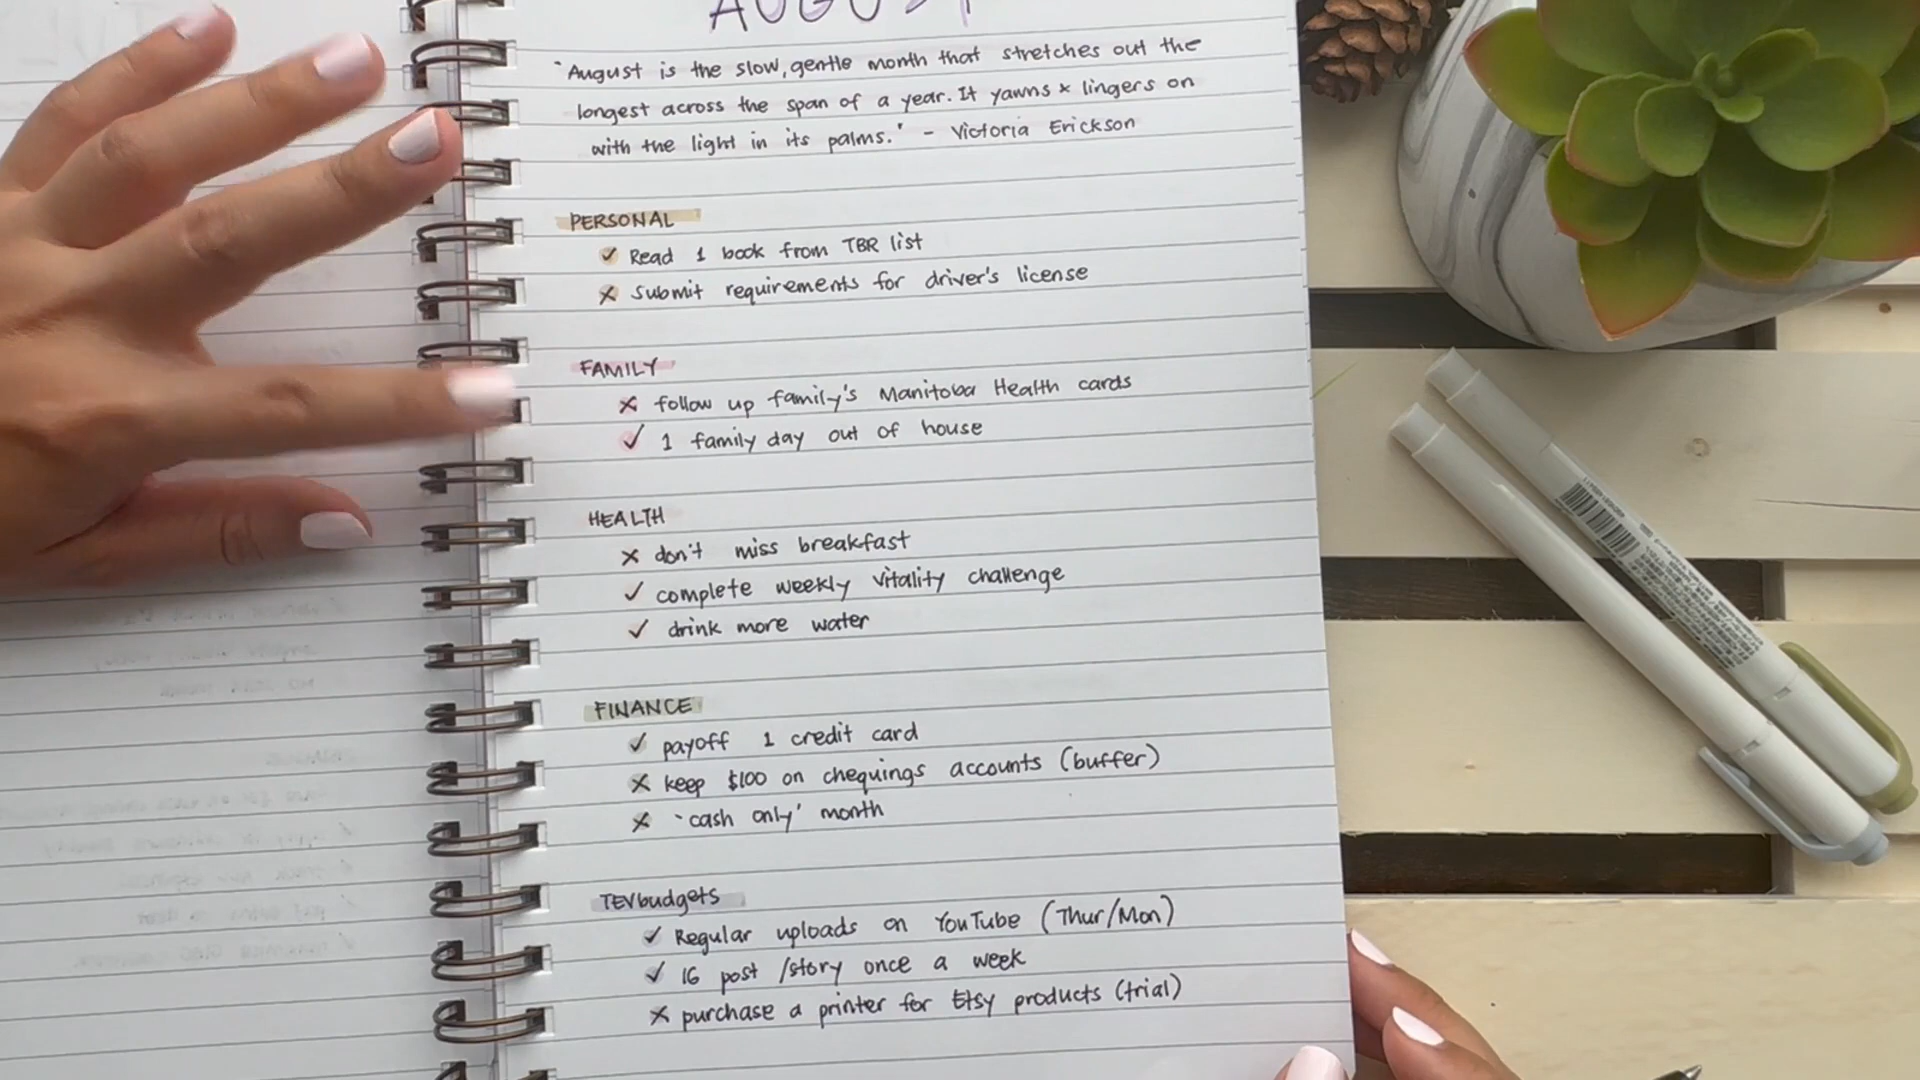 AUGUST
"August is the slow, gentle month that stretches out the
longest across the span of a year. It yawns & lingers on
with the light in its palms." - Victoria Erickson
PERSONAL
✓ Read 1 book from TBR list
✗ submit requirements for driver's license
FAMILY
✗ follow up family's Manitoba Health cards
✓ 1 family day out of house
HEALTH
✗ don't miss breakfast
✓ complete weekly vitality challenge
✓ drink more water
FINANCE
✓ payoff 1 credit card
✗ keep $100 on chequings accounts (buffer)
✗ 'cash only' month
TEVbudgets
✓ Regular uploads on YouTube (Thur/Mon)
✓ IG post /story once a week
✗ purchase a printer for Etsy products (trial)